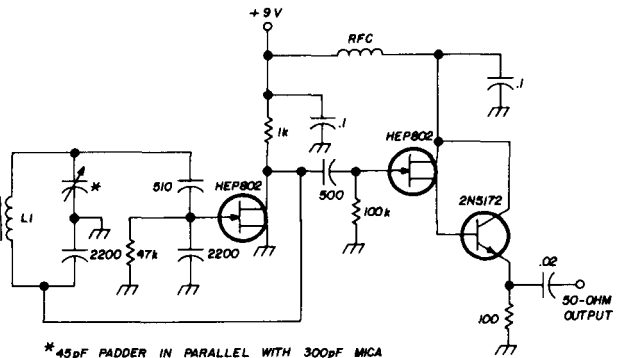 +9V
RFC
.1
.1
1k
HEP802
HEP802
*
510
500
2N5172
L1
100k
2200
47k
2200
.02
50-OHM
OUTPUT
100
* 45pF PADDER IN PARALLEL WITH 300pF MICA